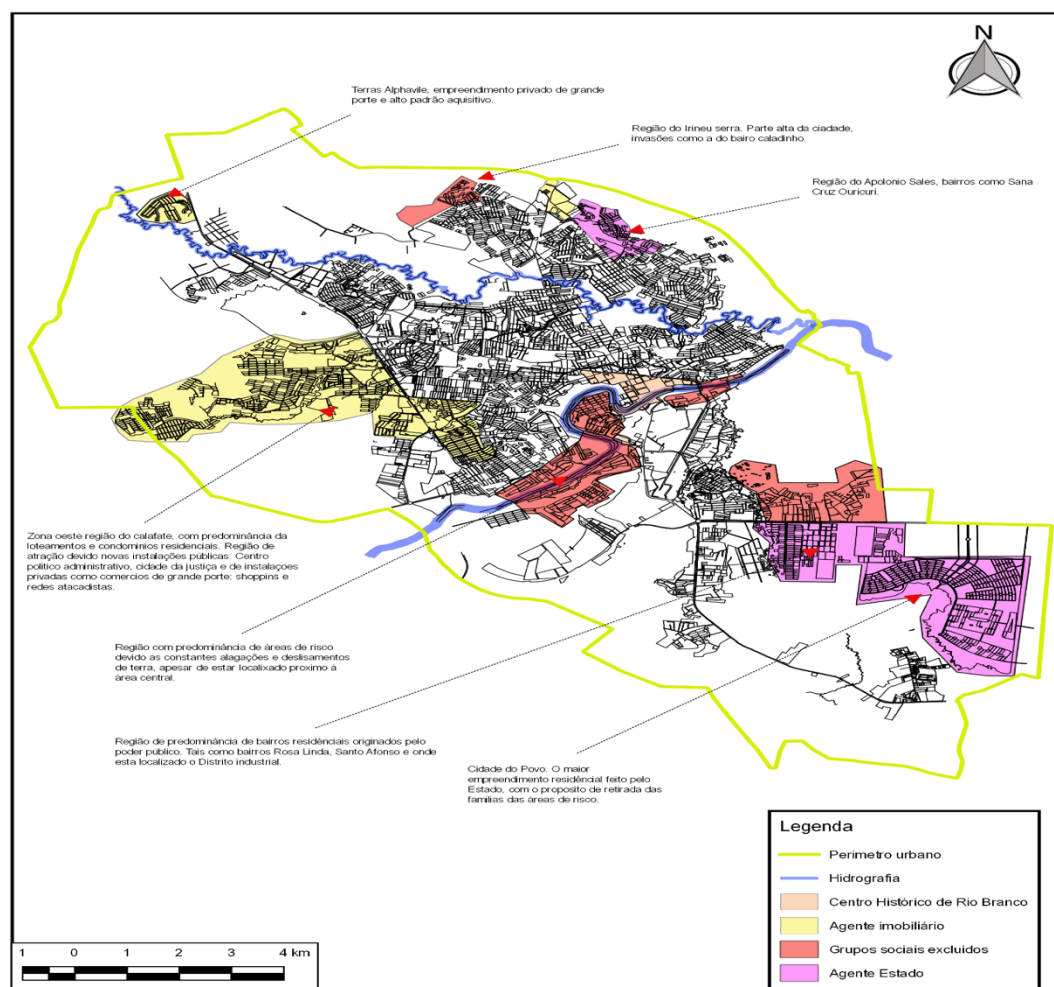 N
Terras Alphavile, empreendimento privado de grande
porte e alto padrão aquisitivo.
Região do Irineu serra. Parte alta da ciadade,
invasões como a do bairo caladinho.
Região do Apolonio Sales, bairros como Sana
Cruz Ouricuri.
Zona oeste região do calafate, com predominância da
loteamentos e condominios residenciais. Região de
atração devido novas instalações públicas: Centro
politico administrativo, cidade da justiça e de instalaçoes
privadas como comercios de grande porte: shoppins e
redes atacadistas.
Região com predominância de áreas de risco
devido as constantes alagações e deslisamentos
de terra, apesar de estar localixado proximo à
área central.
Região de predominância de bairros residênciais originados pelo
poder público. Tais como bairros Rosa Linda, Santo Afonso e onde
esta localizado o Distrito industrial.
Cidade do Povo. O maior
empreendimento residêncial feito pelo
Estado, com o proposito de retirada das
familias das áreas de risco.
Legenda
Perimetro urbano
Hidrografia
Centro Histórico de Rio Branco
Agente imobiliário
Grupos sociais excluidos
Agente Estado
1 0 1 2 3 4 km